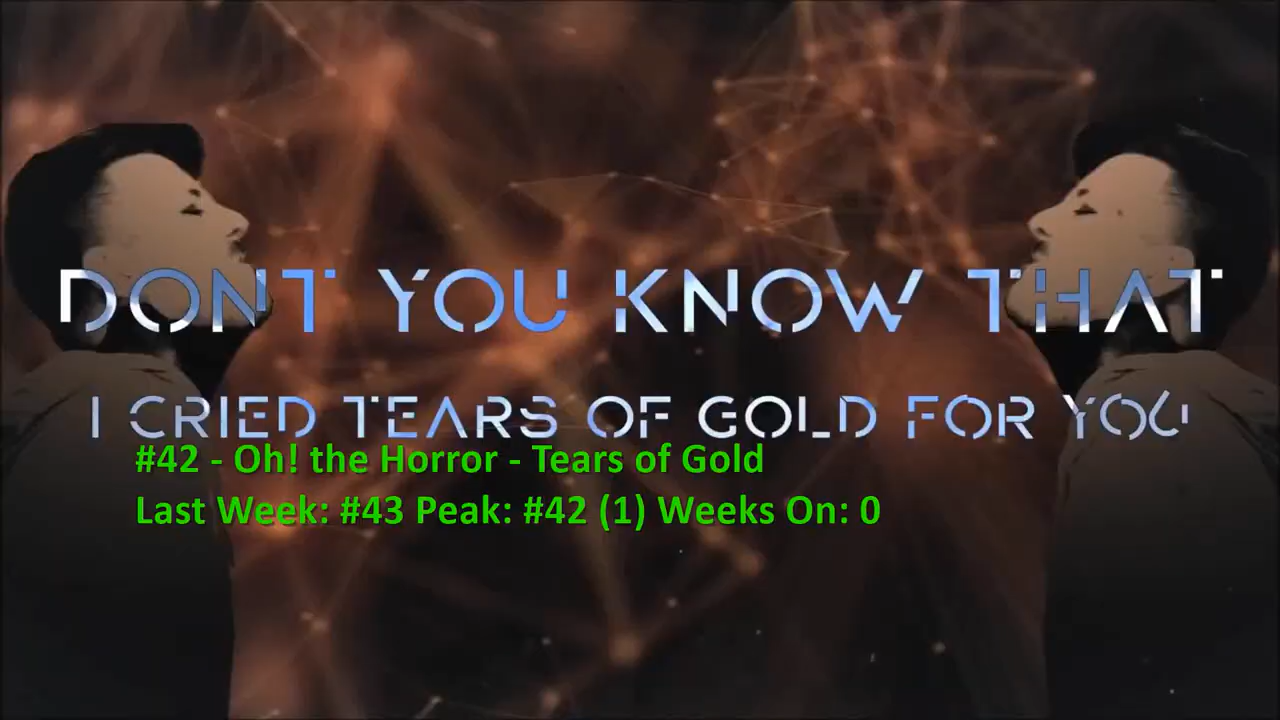 DONT YOU KNOW THAT
I CRIED TEARS OF GOLD FOR YOU
#42 - Oh! the Horror - Tears of Gold
Last Week: #43 Peak: #42 (1) Weeks On: 0